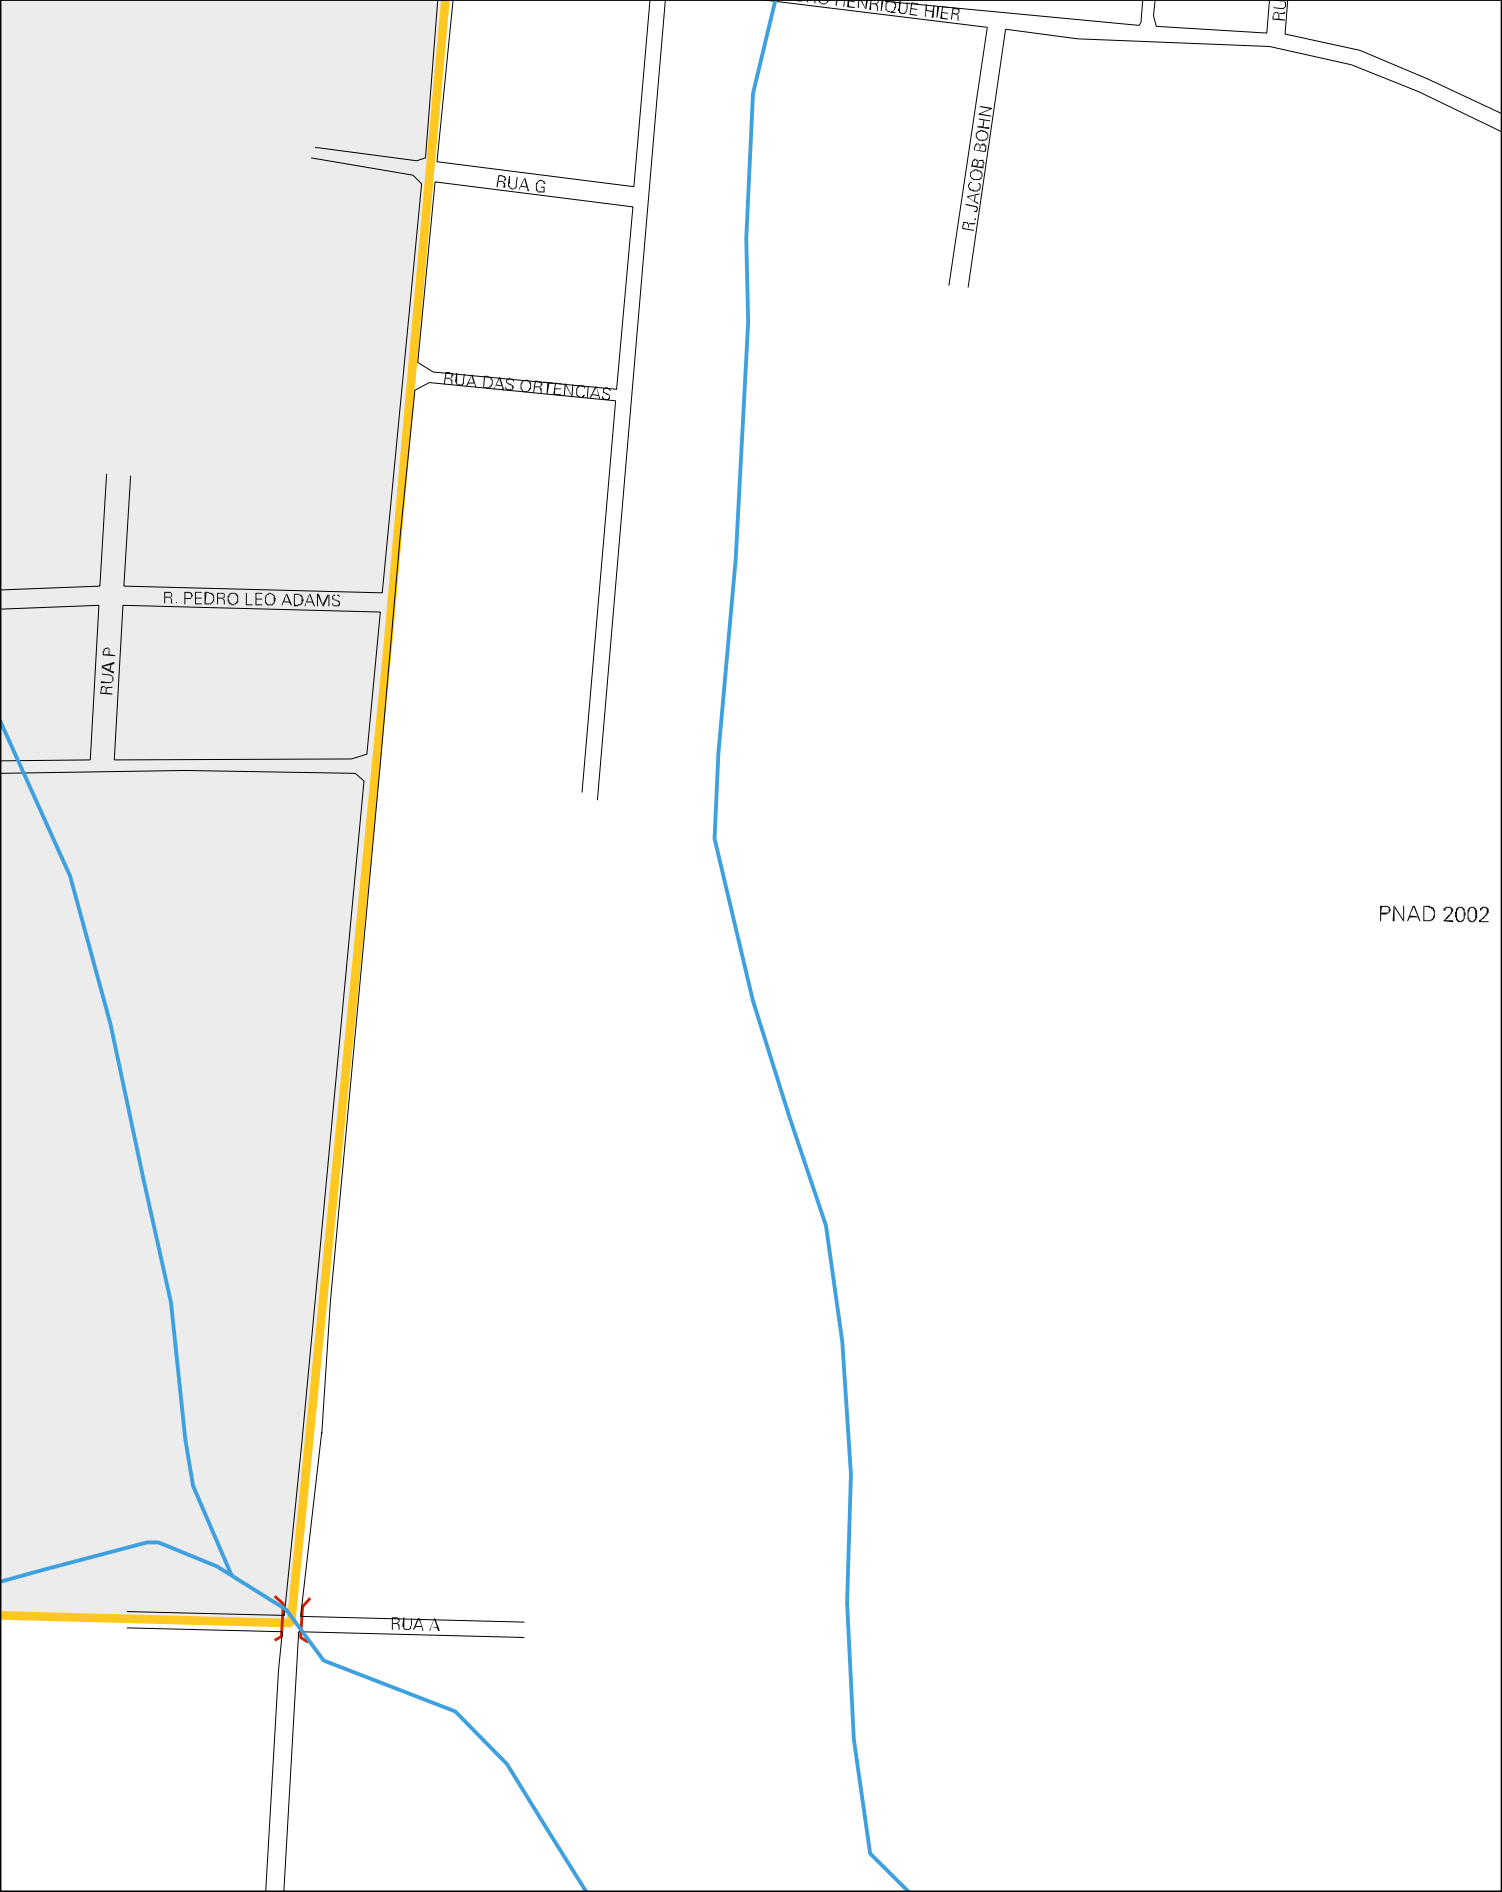 HENRIQUE HIER
R. JACOB BOHN
RUA G
RUA DAS ORTENCIAS
R. PEDRO LEO ADAMS
RUA P
PNAD 2002
RUA A